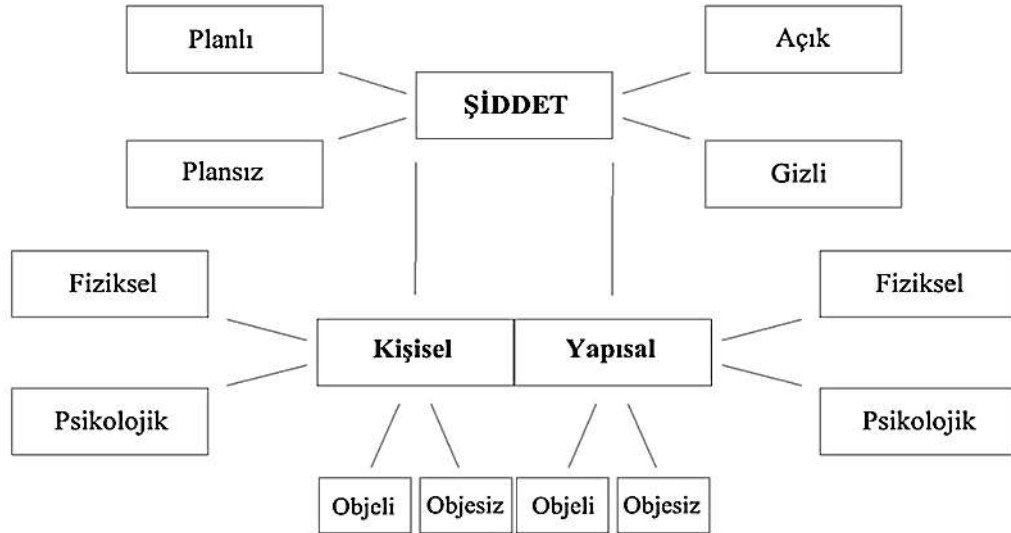 Planlı
Açık
ŞİDDET
Plansız
Gizli
Fiziksel
Fiziksel
Kişisel
Yapısal
Psikolojik
Psikolojik
Objeli
Objesiz
Objeli
Objesiz